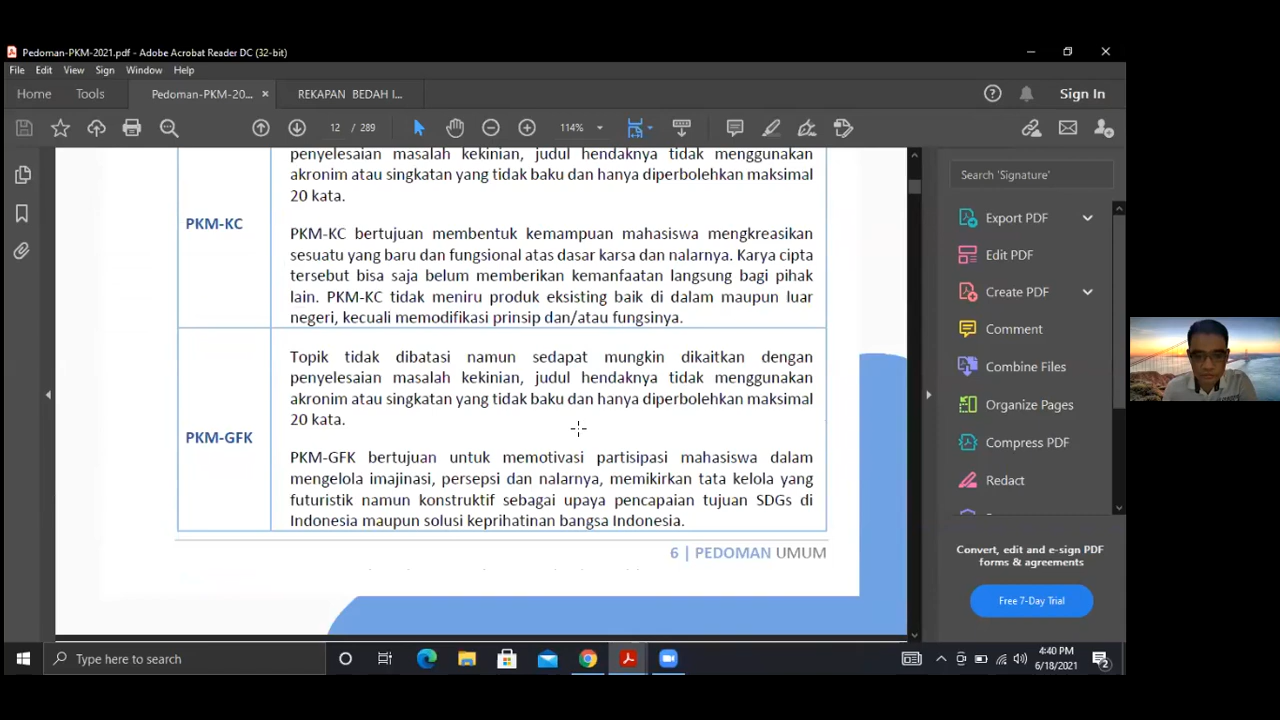 Pedoman-PKM-2021.pdf - Adobe Acrobat Reader DC (32-bit)
File Edit View Sign Window Help
Home Tools Pedoman-PKM-20... × REKAPAN BEDAH I... Sign In
12 / 289 114%
penyelesaian masalah kekinian, judul hendaknya tidak menggunakan
akronim atau singkatan yang tidak baku dan hanya diperbolehkan maksimal
20 kata.
PKM-KC
PKM-KC bertujuan membentuk kemampuan mahasiswa mengkreasikan
sesuatu yang baru dan fungsional atas dasar karsa dan nalarnya. Karya cipta
tersebut bisa saja belum memberikan kemanfaatan langsung bagi pihak
lain. PKM-KC tidak meniru produk eksisting baik di dalam maupun luar
negeri, kecuali memodifikasi prinsip dan/atau fungsinya.
Topik tidak dibatasi namun sedapat mungkin dikaitkan dengan
penyelesaian masalah kekinian, judul hendaknya tidak menggunakan
akronim atau singkatan yang tidak baku dan hanya diperbolehkan maksimal
20 kata.
PKM-GFK
PKM-GFK bertujuan untuk memotivasi partisipasi mahasiswa dalam
mengelola imajinasi, persepsi dan nalarnya, memikirkan tata kelola yang
futuristik namun konstruktif sebagai upaya pencapaian tujuan SDGs di
Indonesia maupun solusi keprihatinan bangsa Indonesia.
6 | PEDOMAN UMUM
Search 'Signature'
Export PDF
Edit PDF
Create PDF
Comment
Combine Files
Organize Pages
Compress PDF
Redact
Convert, edit and e-sign PDF
forms & agreements
Free 7-Day Trial
Type here to search
4:40 PM
6/18/2021
2